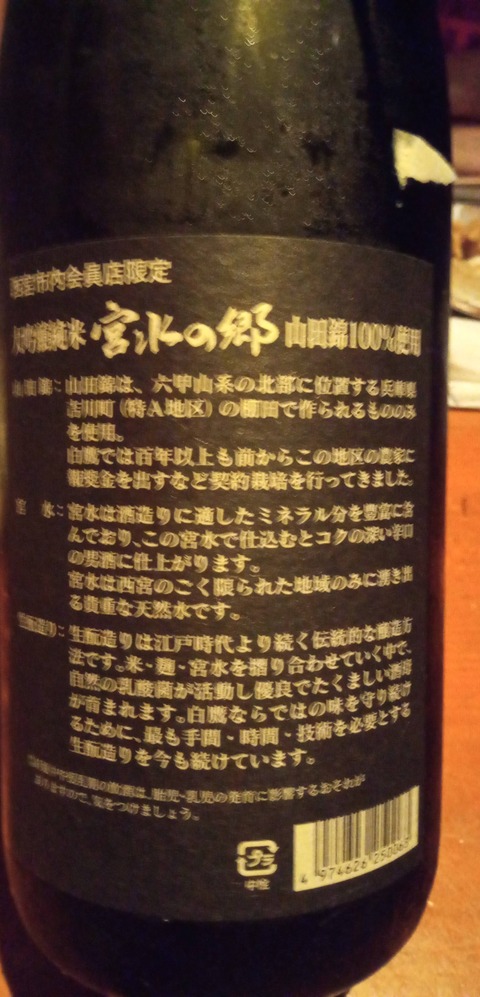 西宮市内会員店限定
大吟醸純米 宮水の郷 山田錦100%使用
山田錦：山田錦は、六甲山系の北部に位置する兵庫県
吉川町（特A地区）の棚田で作られるもののみ
を使用。
白鷹では百年以上も前からこの地区の農家に
報奨金を出すなど契約栽培を行ってきました。
宮 水：宮水は酒造りに適したミネラル分を豊富に含
んでおり、この宮水で仕込むとコクの深い辛口
の男酒に仕上がります。
宮水は西宮のごく限られた地域のみに湧き出
る貴重な天然水です。
生酛造り：生酛造りは江戸時代より続く伝統的な醸造方
法です。米・麹・宮水を摺り合わせていく中で、
自然の乳酸菌が活動し優良でたくましい酒母
が育まれます。白鷹ならではの味を守り続け
るために、最も手間・時間・技術を必要とする
生酛造りを今も続けています。
の飲酒は、胎児・乳児の発育に影響するおそれが
ありますので、気をつけましょう。
プラ
中栓
4 974626 250063